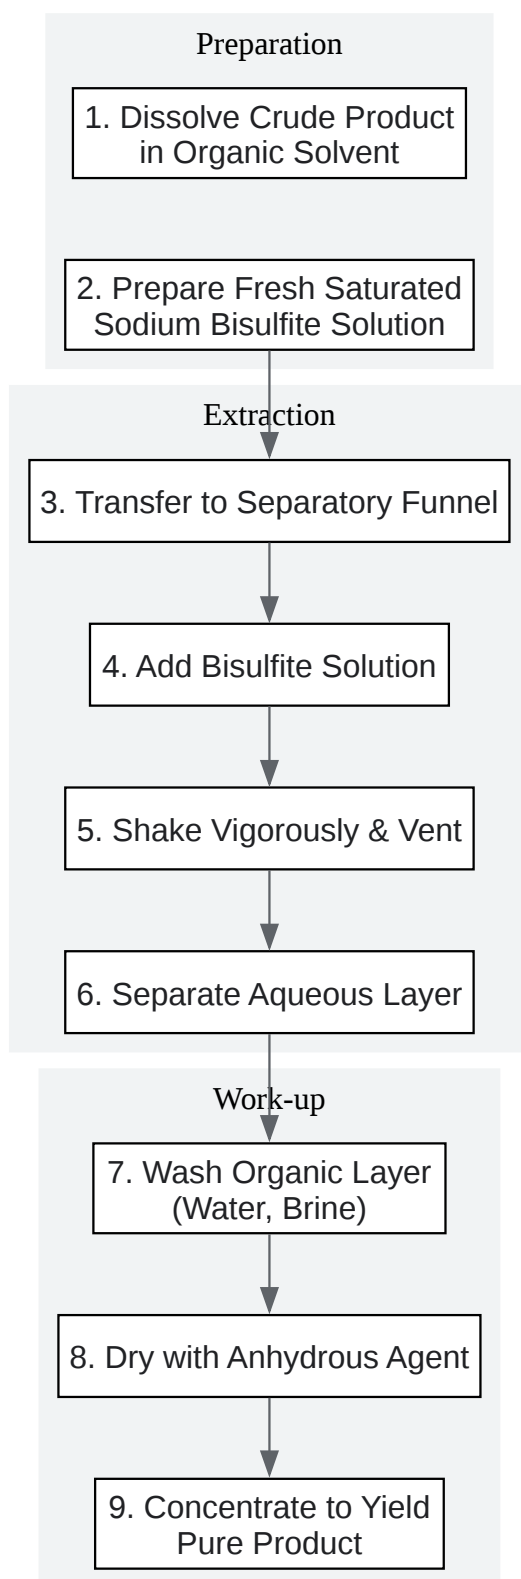 Preparation
1. Dissolve Crude Product
in Organic Solvent
2. Prepare Fresh Saturated
Sodium Bisulfite Solution
Extraction
3. Transfer to Separatory Funnel
4. Add Bisulfite Solution
5. Shake Vigorously & Vent
6. Separate Aqueous Layer
Work-up
7. Wash Organic Layer
(Water, Brine)
8. Dry with Anhydrous Agent
9. Concentrate to Yield
Pure Product